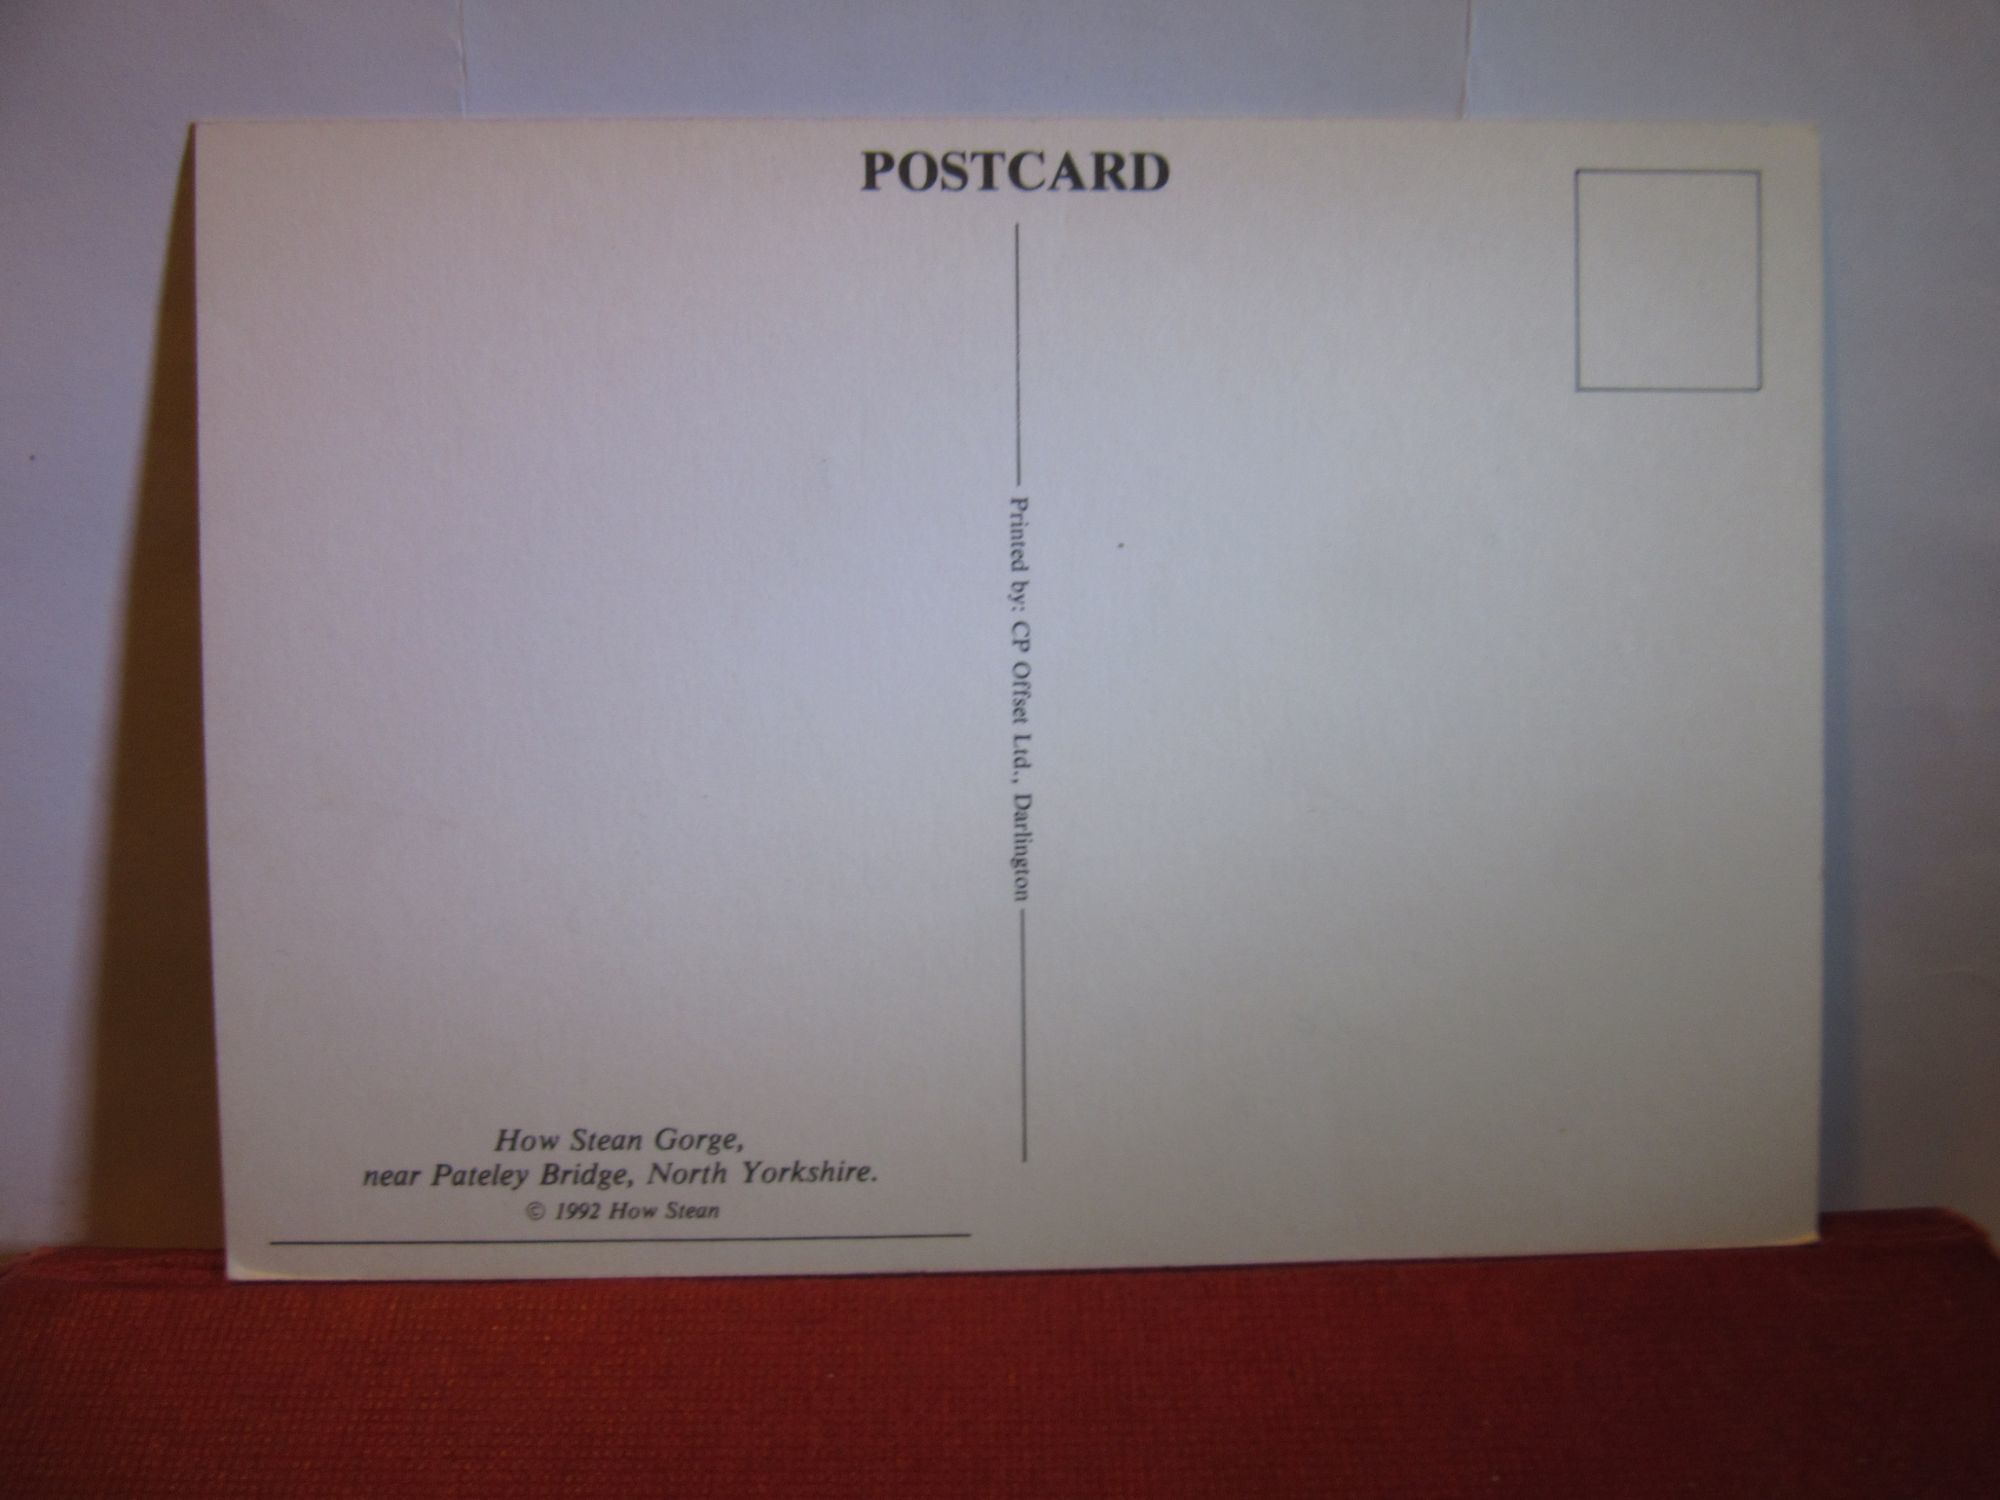 POSTCARD
Printed by: CP Offset Ltd., Darlington
How Stean Gorge,
near Pateley Bridge, North Yorkshire.
© 1992 How Stean